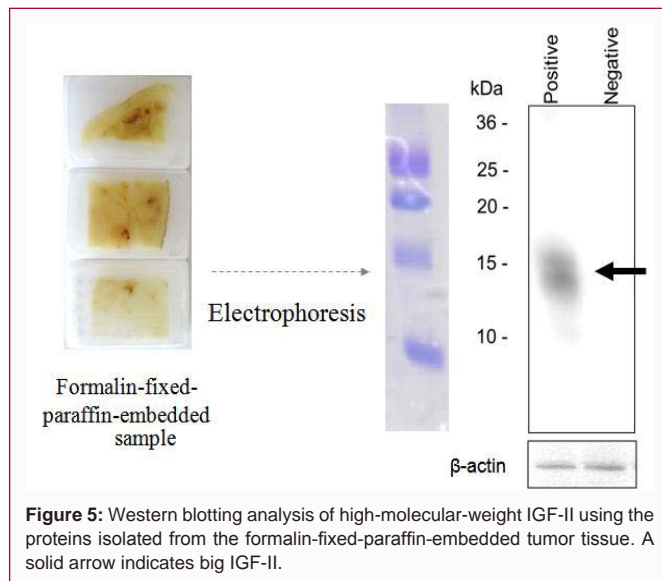 kDa
Positive
Negative
36 -
25 -
20 -
15 -
10 -
Electrophoresis
Formalin-fixed-
paraffin-embedded
sample
β-actin
Figure 5: Western blotting analysis of high-molecular-weight IGF-II using the
proteins isolated from the formalin-fixed-paraffin-embedded tumor tissue. A
solid arrow indicates big IGF-II.